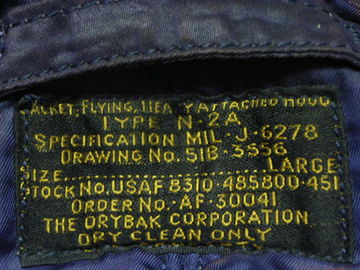 JACKET, FLYING, HEAVY ATTACHED HOOD
TYPE N-2A
SPECIFICATION MIL-J-6278
DRAWING NO. 51B-3556
SIZE.......................LARGE
STOCK NO. USAF 8310-485800-451
ORDER NO. AF-30041
THE DRYBAK CORPORATION
DRY CLEAN ONLY